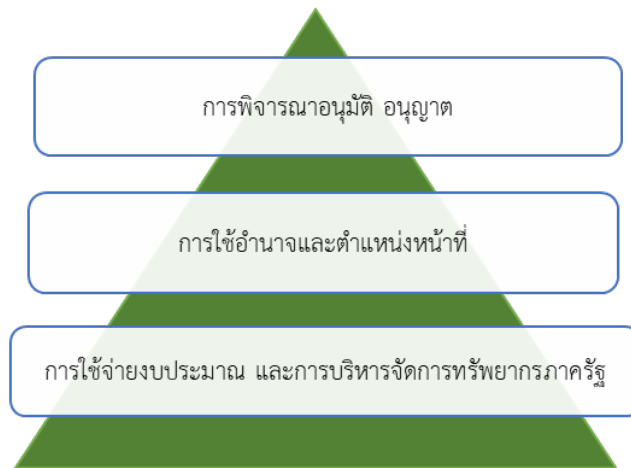 การพิจารณาอนุมัติ อนุญาต
การใช้อำนาจและตำแหน่งหน้าที่
การใช้จ่ายงบประมาณ และการบริหารจัดการทรัพยากรภาครัฐ